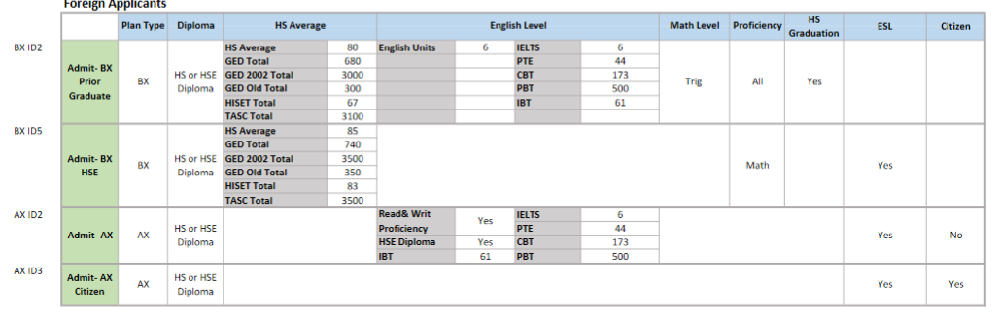 Foreign Applicants
Plan Type Diploma HS Average English Level Math Level Proficiency HS Graduation ESL Citizen
BX ID2
Admit- BX Prior Graduate
BX
HS or HSE Diploma
HS Average 80 English Units 6 IELTS 6
GED Total 680 PTE 44
GED 2002 Total 3000 CBT 173
GED Old Total 300 PBT 500
HISET Total 67 IBT 61
TASC Total 3100
Trig
All
Yes
BX ID5
Admit- BX HSE
BX
HS or HSE Diploma
HS Average 85
GED Total 740
GED 2002 Total 3500
GED Old Total 350
HISET Total 83
TASC Total 3500
Math
Yes
AX ID2
Admit- AX
AX
HS or HSE Diploma
Read& Writ Proficiency Yes IELTS 6
PTE 44
HSE Diploma Yes CBT 173
IBT 61 PBT 500
Yes
No
AX ID3
Admit- AX Citizen
AX
HS or HSE Diploma
Yes
Yes